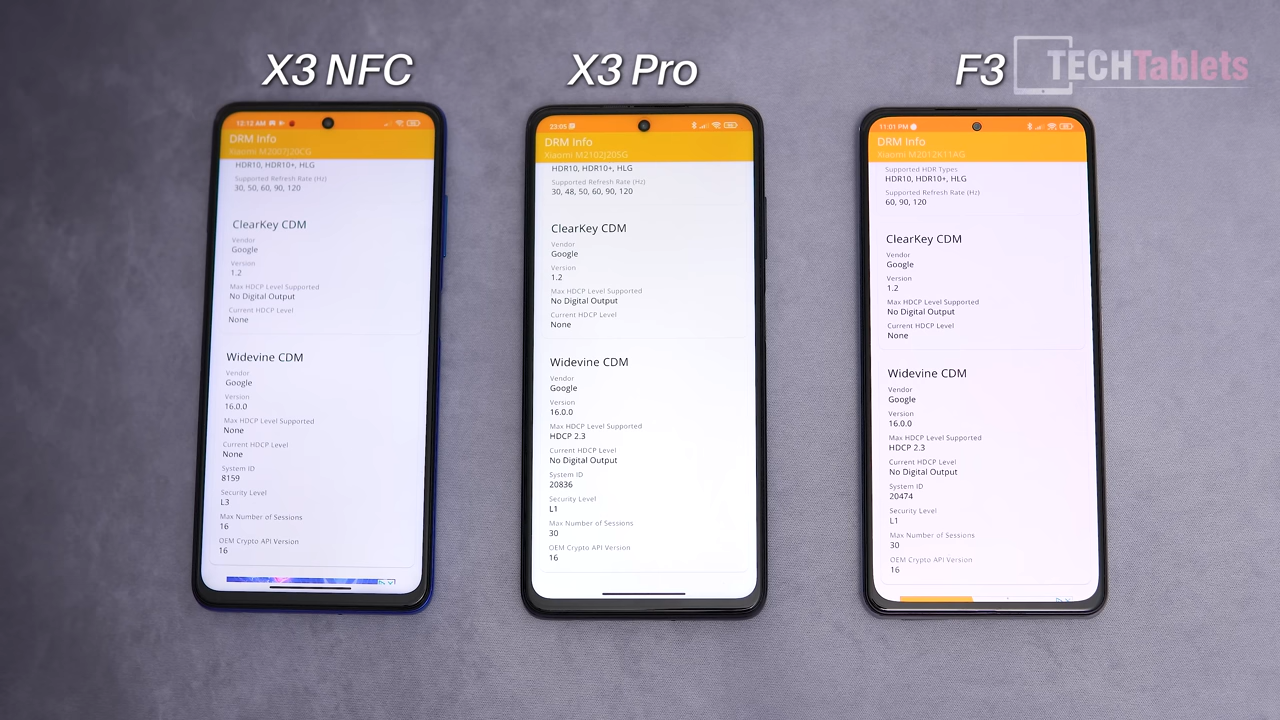 X3 NFC
X3 Pro
F3
TECHTablets
12:12 AM
DRM Info
Xiaomi M2007J20CG
HDR10, HDR10+, HLG
Supported Refresh Rate (Hz)
30, 50, 60, 90, 120
ClearKey CDM
Vendor
Google
Version
1.2
Max HDCP Level Supported
No Digital Output
Current HDCP Level
None
Widevine CDM
Vendor
Google
Version
16.0.0
Max HDCP Level Supported
None
Current HDCP Level
None
System ID
8159
Security Level
L3
Max Number of Sessions
16
OEM Crypto API Version
16
23:05
DRM Info
Xiaomi M2102J20SG
HDR10, HDR10+, HLG
Supported Refresh Rate (Hz)
30, 48, 50, 60, 90, 120
ClearKey CDM
Vendor
Google
Version
1.2
Max HDCP Level Supported
No Digital Output
Current HDCP Level
None
Widevine CDM
Vendor
Google
Version
16.0.0
Max HDCP Level Supported
HDCP 2.3
Current HDCP Level
No Digital Output
System ID
20836
Security Level
L1
Max Number of Sessions
30
OEM Crypto API Version
16
11:01 PM
DRM Info
Xiaomi M2012K11AG
Supported HDR Types
HDR10, HDR10+, HLG
Supported Refresh Rate (Hz)
60, 90, 120
ClearKey CDM
Vendor
Google
Version
1.2
Max HDCP Level Supported
No Digital Output
Current HDCP Level
None
Widevine CDM
Vendor
Google
Version
16.0.0
Max HDCP Level Supported
HDCP 2.3
Current HDCP Level
No Digital Output
System ID
20474
Security Level
L1
Max Number of Sessions
30
OEM Crypto API Version
16